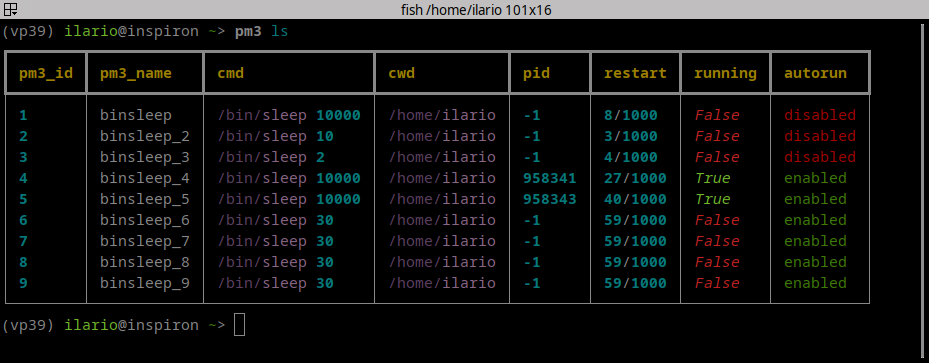 fish /home/ilario 101x16
(vp39) ilario@inspiron ~> pm3 ls
pm3_id pm3_name cmd cwd pid restart running autorun
1 binsleep /bin/sleep 10000 /home/ilario -1 8/1000 False disabled
2 binsleep_2 /bin/sleep 10 /home/ilario -1 3/1000 False disabled
3 binsleep_3 /bin/sleep 2 /home/ilario -1 4/1000 False disabled
4 binsleep_4 /bin/sleep 10000 /home/ilario 958341 27/1000 True enabled
5 binsleep_5 /bin/sleep 10000 /home/ilario 958343 40/1000 True enabled
6 binsleep_6 /bin/sleep 30 /home/ilario -1 59/1000 False enabled
7 binsleep_7 /bin/sleep 30 /home/ilario -1 59/1000 False enabled
8 binsleep_8 /bin/sleep 30 /home/ilario -1 59/1000 False enabled
9 binsleep_9 /bin/sleep 30 /home/ilario -1 59/1000 False enabled
(vp39) ilario@inspiron ~>